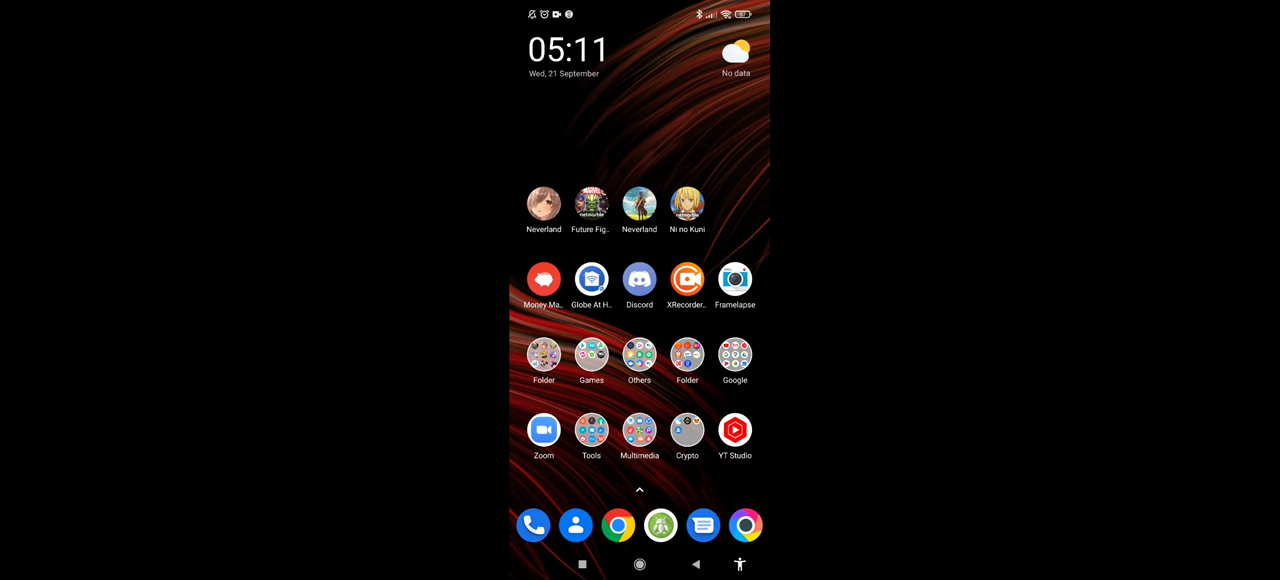 05:11
Wed, 21 September
No data
Neverland
Future Fig..
Neverland
Ni no Kuni
Money Ma..
Globe At H..
Discord
XRecorder..
Framelapse
Folder
Games
Others
Folder
Google
Zoom
Tools
Multimedia
Crypto
YT Studio